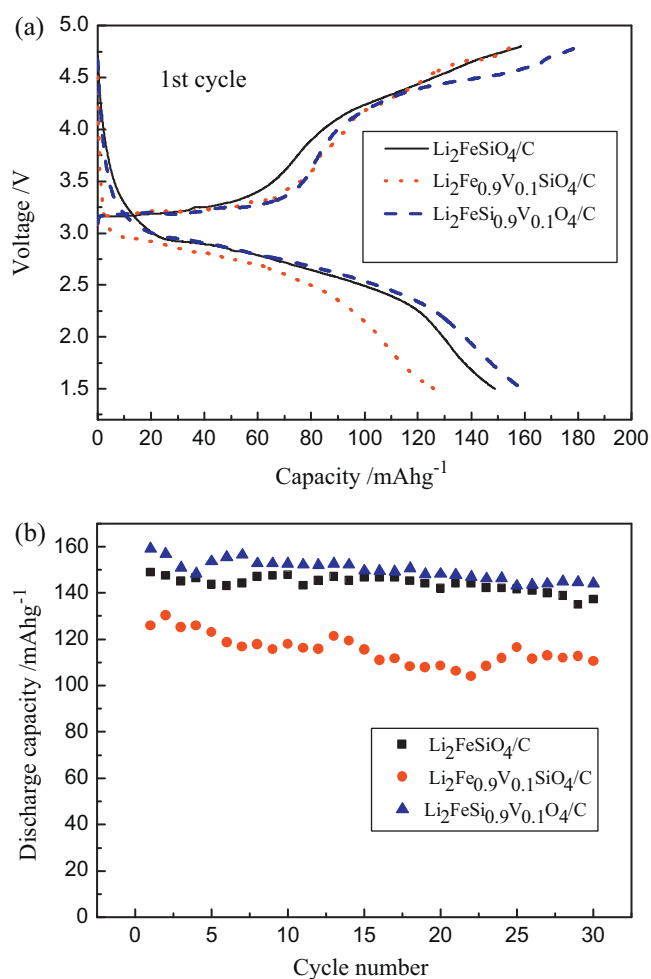 (a)
5.0
4.5
4.0
3.5
3.0
2.5
2.0
1.5
Voltage /V
1st cycle
Li₂FeSiO₄/C
Li₂Fe₀.₉V₀.₁SiO₄/C
Li₂FeSi₀.₉V₀.₁O₄/C
0 20 40 60 80 100 120 140 160 180 200
Capacity /mAhg⁻¹
(b)
160
140
120
100
80
60
40
20
0
Discharge capacity /mAhg⁻¹
Li₂FeSiO₄/C
Li₂Fe₀.₉V₀.₁SiO₄/C
Li₂FeSi₀.₉V₀.₁O₄/C
0 5 10 15 20 25 30
Cycle number